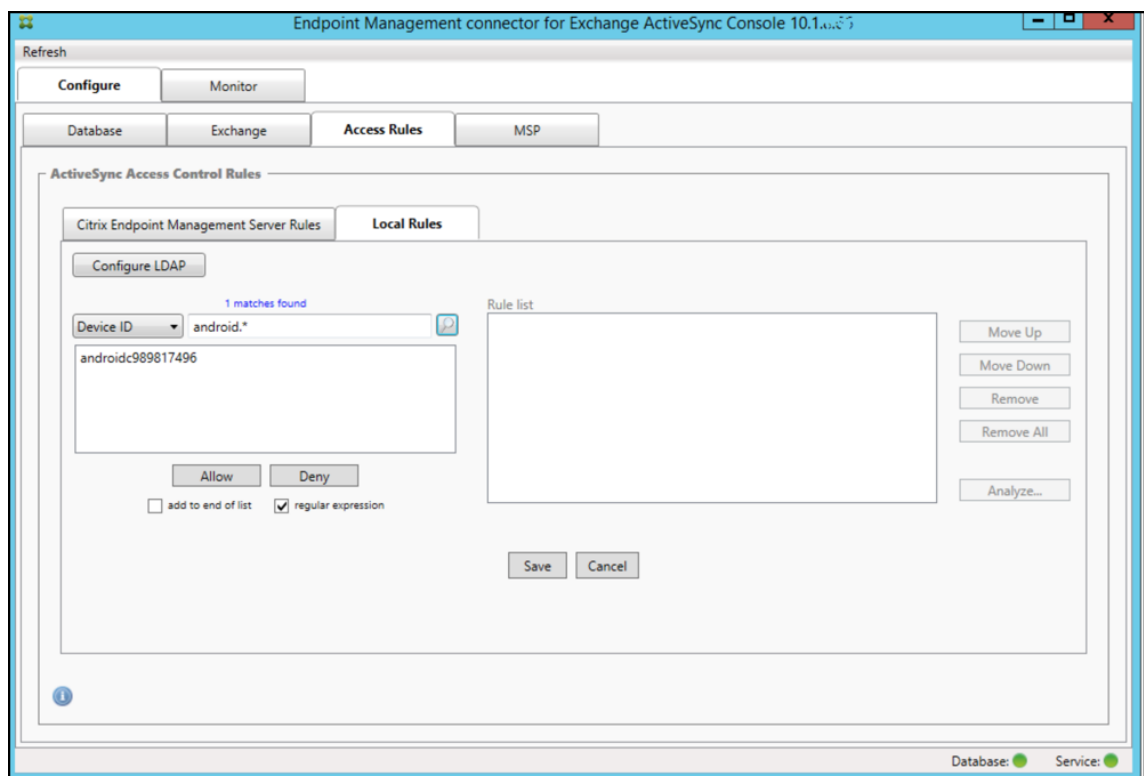 Endpoint Management connector for Exchange ActiveSync Console
Refresh
Configure Monitor
Database Exchange Access Rules MSP
ActiveSync Access Control Rules
Citrix Endpoint Management Server Rules Local Rules
Configure LDAP
1 matches found
Rule list
Device ID android.*
androidc989817496
Move Up
Move Down
Remove
Remove All
Allow Deny
Analyze...
add to end of list regular expression
Save Cancel
Database: Service: